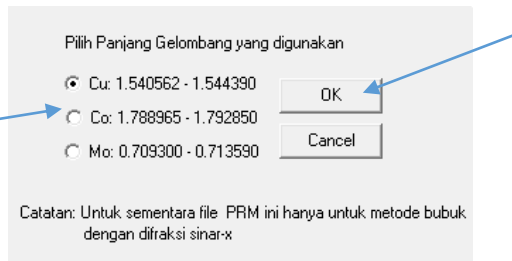 Pilih Panjang Gelombang yang digunakan
Cu: 1.540562 - 1.544390
OK
Co: 1.788965 - 1.792850
Mo: 0.709300 - 0.713590
Cancel
Catatan: Untuk sementara file PRM ini hanya untuk metode bubuk
dengan difraksi sinar-x